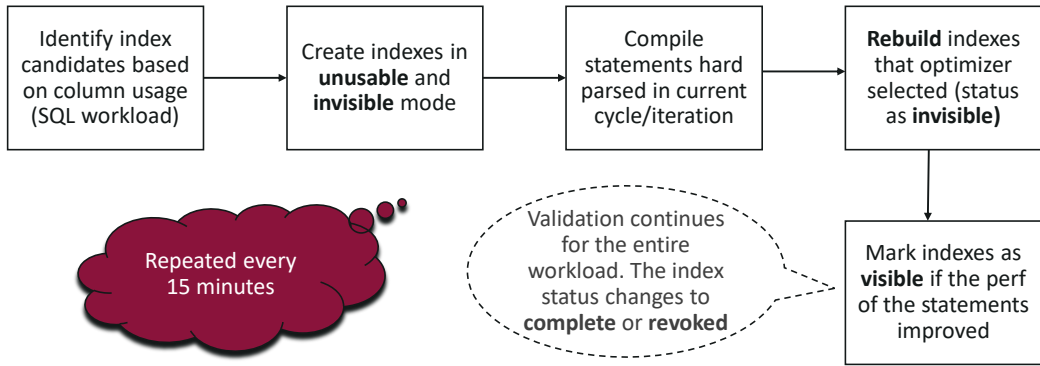 Identify index
candidates based
on column usage
(SQL workload)
Create indexes in
unusable and
invisible mode
Compile
statements hard
parsed in current
cycle/iteration
Rebuild indexes
that optimizer
selected (status
as invisible)
Repeated every
15 minutes
Validation continues
for the entire
workload. The index
status changes to
complete or revoked
Mark indexes as
visible if the perf
of the statements
improved